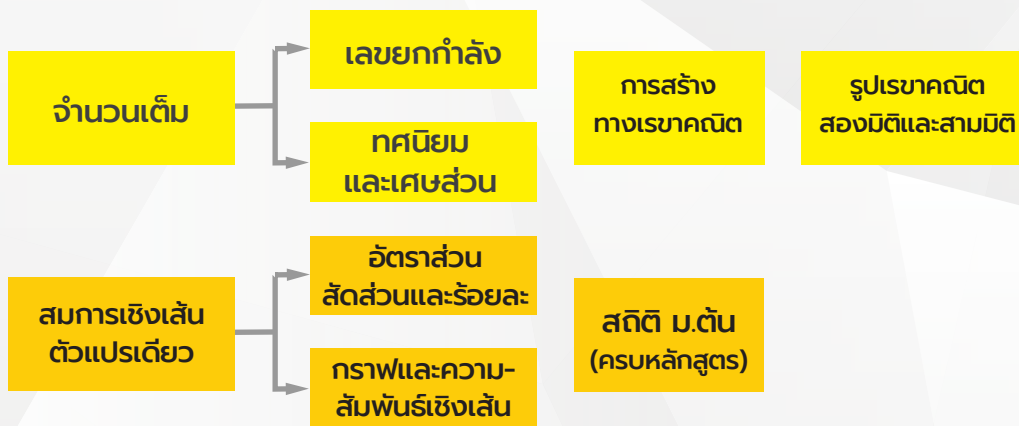 จำนวนเต็ม
เลขยกกำลัง
ทศนิยม
และเศษส่วน
การสร้าง
ทางเรขาคณิต
รูปเรขาคณิต
สองมิติและสามมิติ
สมการเชิงเส้น
ตัวแปรเดียว
อัตราส่วน
สัดส่วนและร้อยละ
กราฟและความ-
สัมพันธ์เชิงเส้น
สถิติ ม.ต้น
(ครบหลักสูตร)